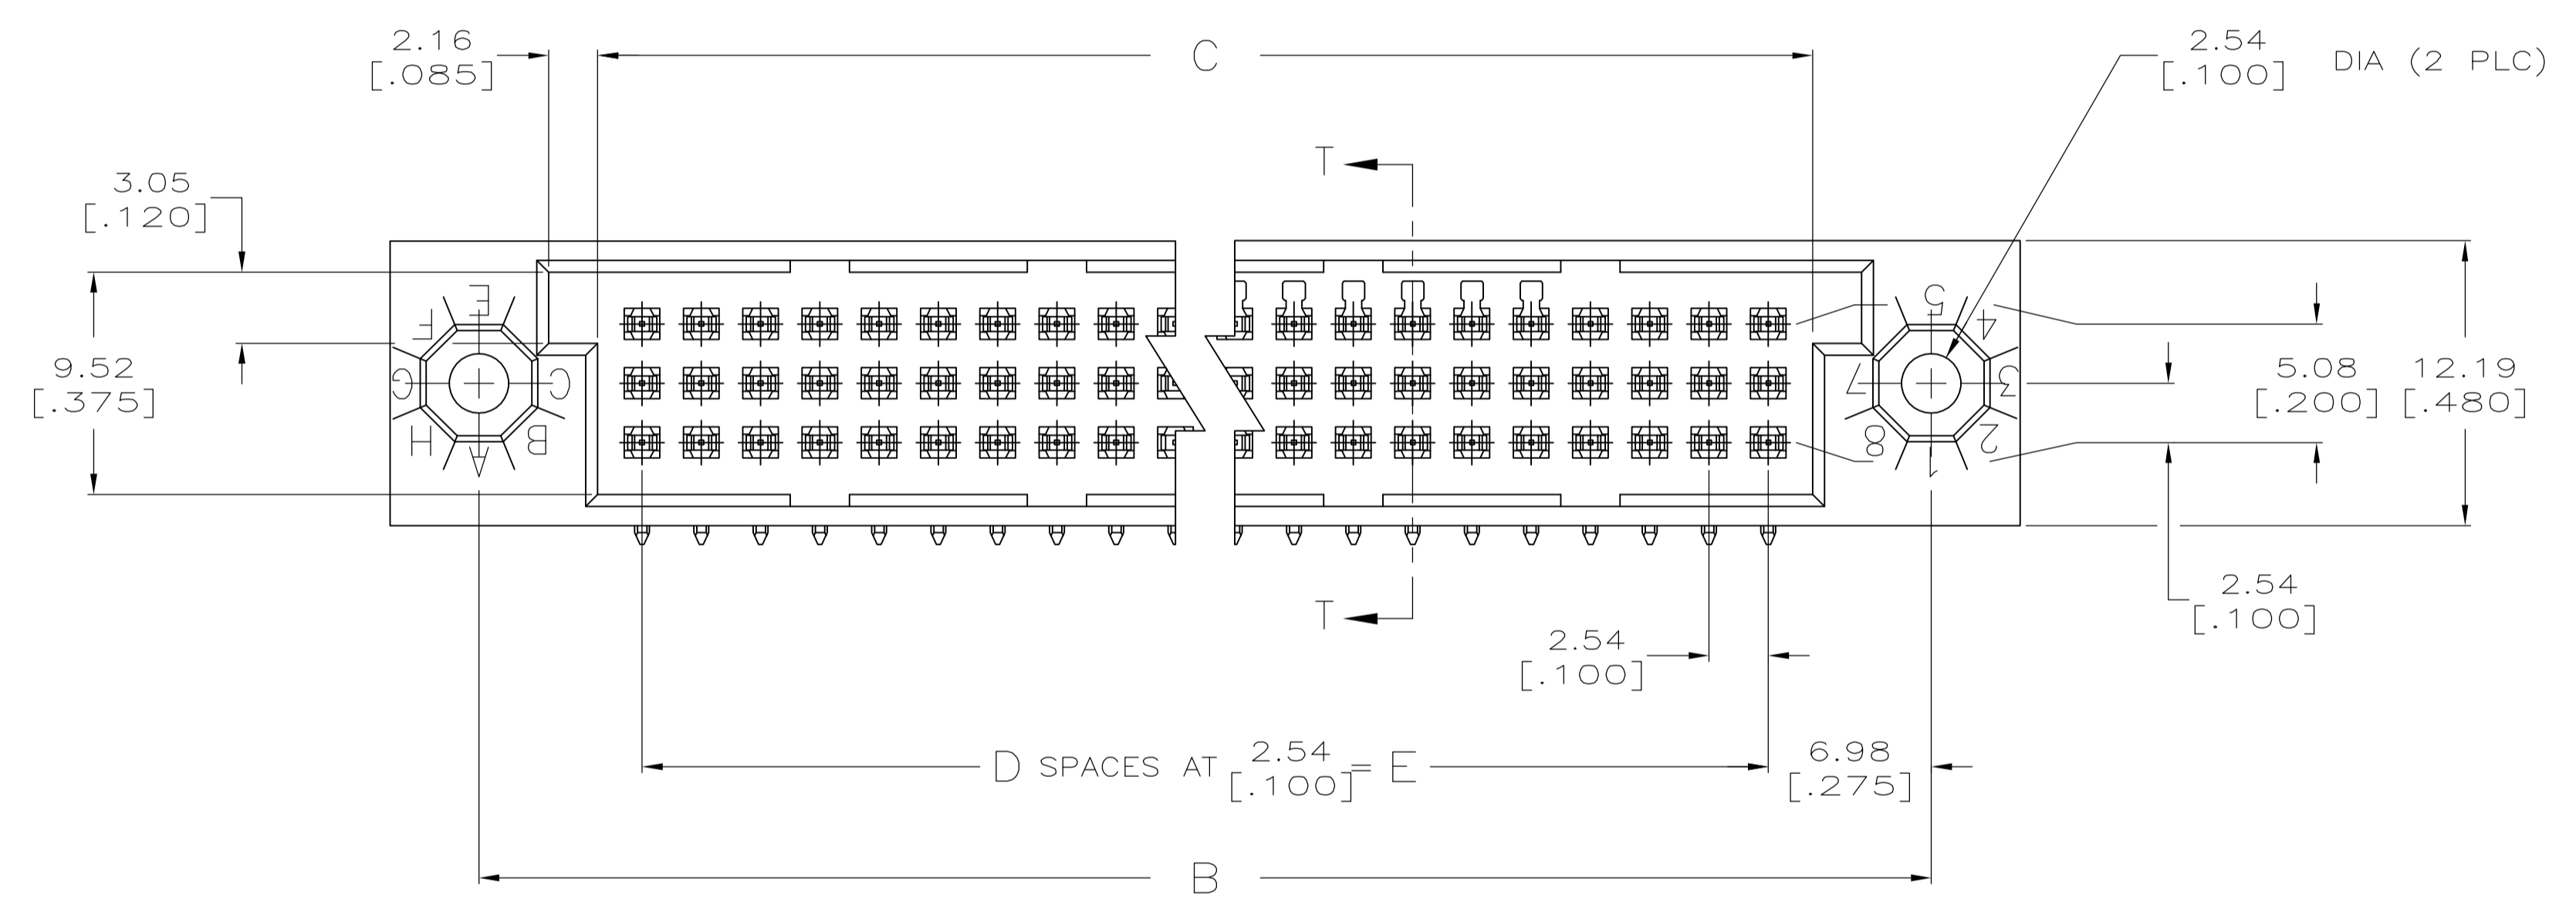 2.16
[.085]
C
2.54
[.100]
DIA (2 PLC)
T
3.05
[.120]
E
F
G
C
H
B
A
5
4
3
7
2
8
1
9.52
[.375]
5.08
[.200]
12.19
[.480]
T
2.54
[.100]
2.54
[.100]
D SPACES AT 2.54 = E
[.100]
6.98
[.275]
B